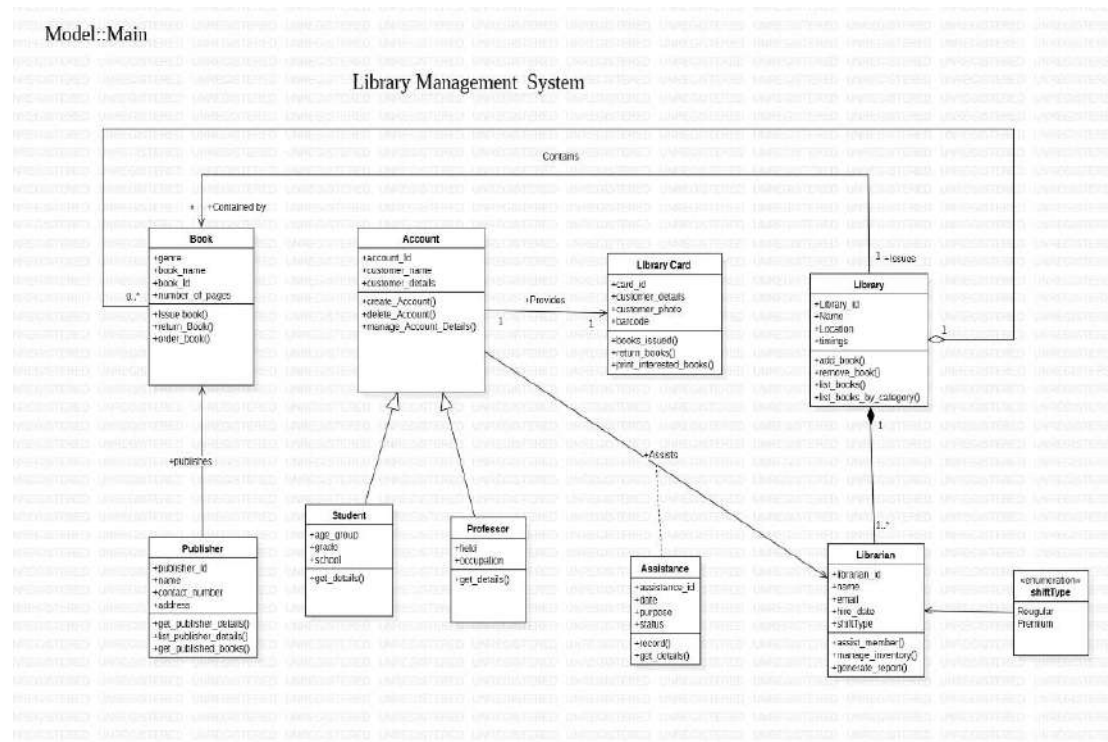 Model::Main
Library Management System
Contains
* +Contained by
Book
+genre
+book_name
+book_Id
+number_of_pages
0..*
+Issue book()
+return_Book()
+order_book()
Account
+account_Id
+customer_name
+customer_details
+create_Account()
+delete_Account()
+manage_Account_Details()
+Provides
1
1
Library Card
+card_id
+customer_details
+customer_photo
+barcode
+books_issued()
+return_books()
+print_interested_books()
1 +Issues
Library
+Library_id
+Name
+Location
+timings
1
+add_book()
+remove_book()
+list_books()
+list_books_by_category()
1
+publishes
+Assists
1..*
Student
+age_group
+grade
+school
+get_details()
Professor
+field
+occupation
+get_details()
Publisher
+publisher_id
+name
+contact_number
+address
+get_publisher_details()
+list_publisher_details()
+get_published_books()
Assistance
+assistance_id
+date
+purpose
+status
+record()
+get_details()
Librarian
+librarian_id
+name
+email
+hire_date
+shiftType
+assist_member()
+manage_inventory()
+generate_report()
«enumeration»
shiftType
Reugular
Premium
UNREGISTERED